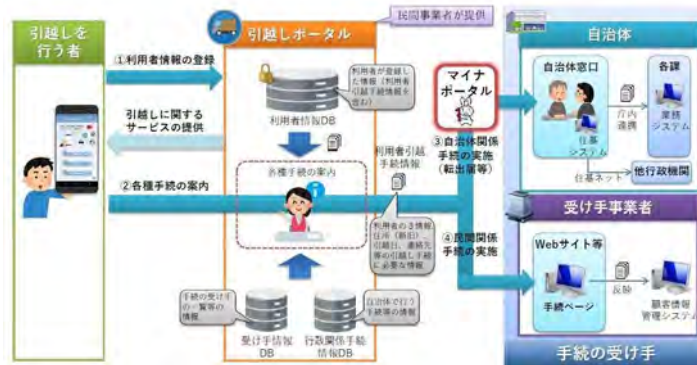 引越しを
行う者
①利用者情報の登録
引越しに関する
サービスの提供
②各種手続の案内
引越しポータル
民間事業者が提供
利用者が登録し
た情報（利用者
引越手続情報を
含む）
利用者情報DB
各種手続の案内
利用者引越
手続情報
利用者の
住所（新旧）、
引越日、連絡先
等の引越し手続
に必要な情報
手続の受け手
の一覧等の
情報
受け手情報
DB
自治体で行う
手続等の情報
行政関係手続
情報DB
マイナ
ポータル
③自治体関係
手続の実施
（転出届等）
④民間関係
手続の実施
自治体
自治体窓口
住基
システム
庁内
連携
各課
業務
システム
住基ネット
他行政機関
受け手事業者
Webサイト等
手続ページ
反映
顧客情報
管理システム
手続の受け手